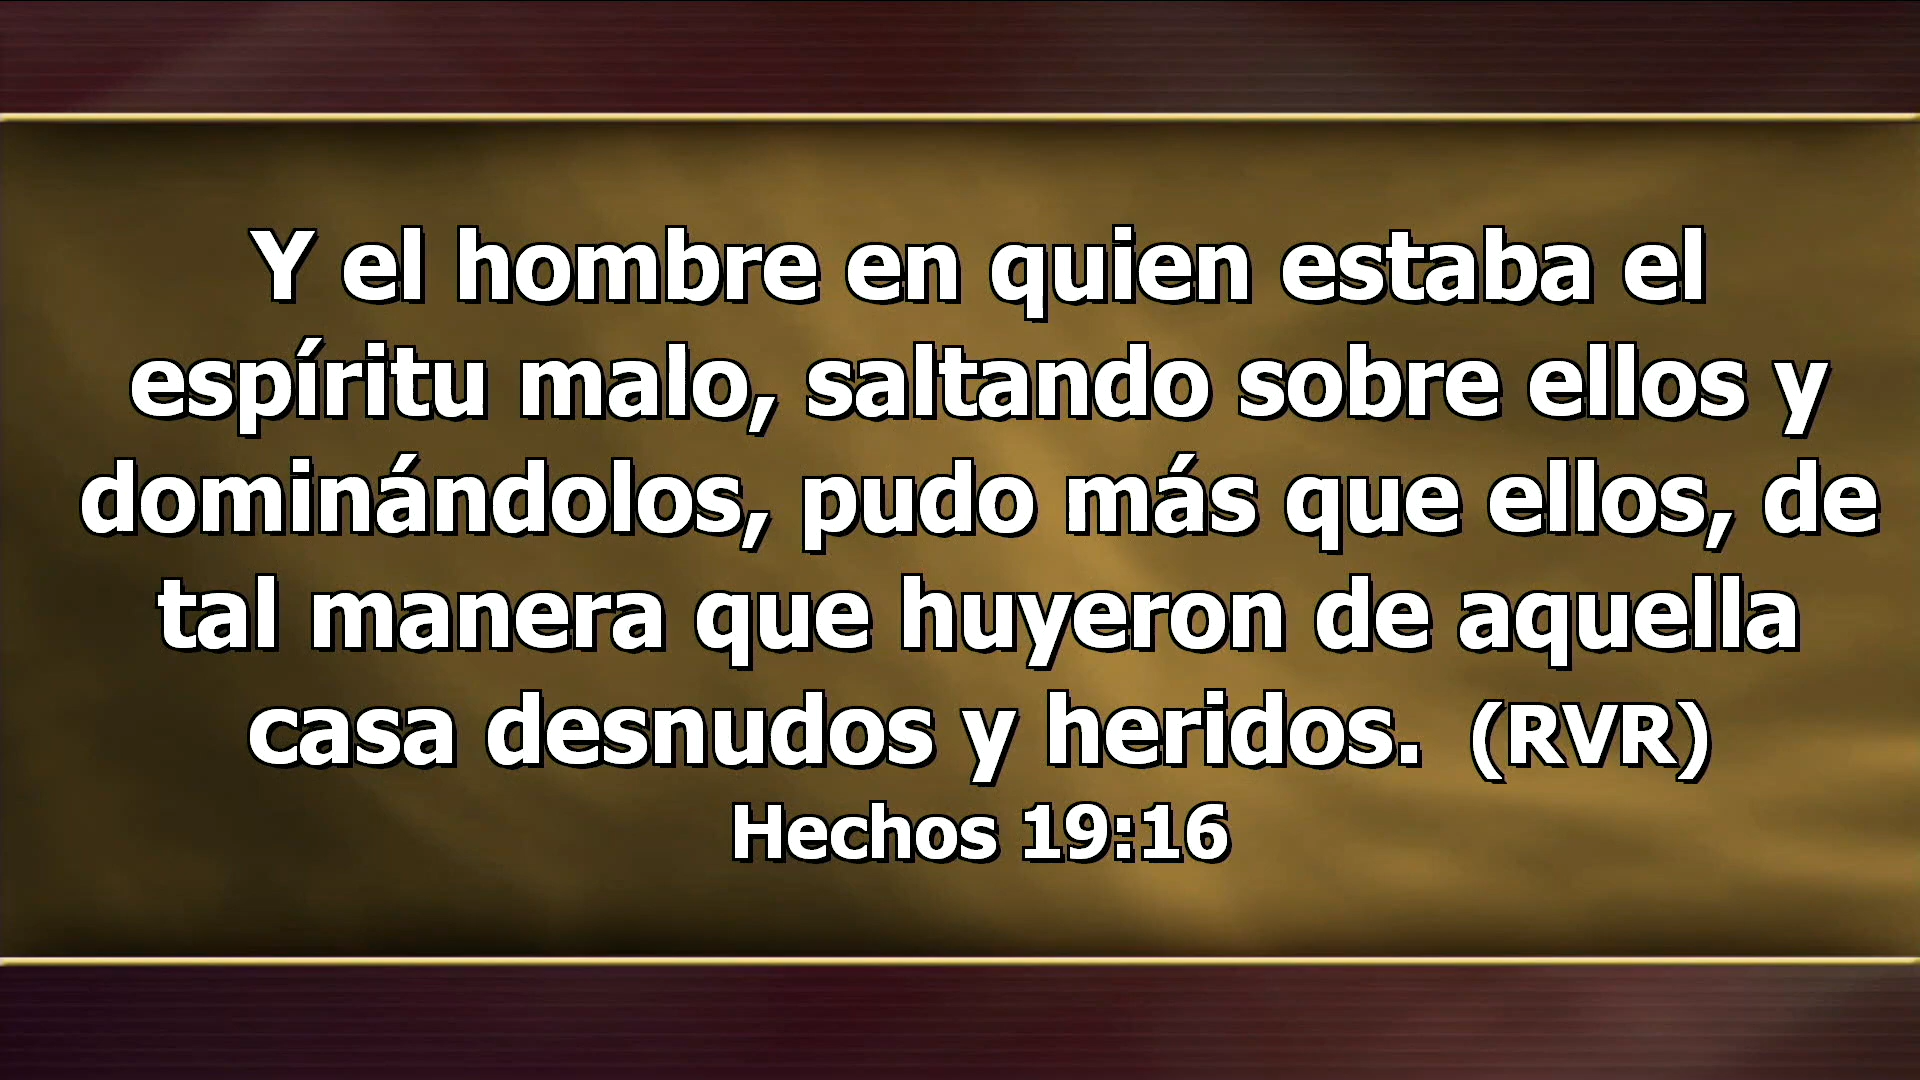 Y el hombre en quien estaba el
espíritu malo, saltando sobre ellos y
dominándolos, pudo más que ellos, de
tal manera que huyeron de aquella
casa desnudos y heridos. (RVR)
Hechos 19:16